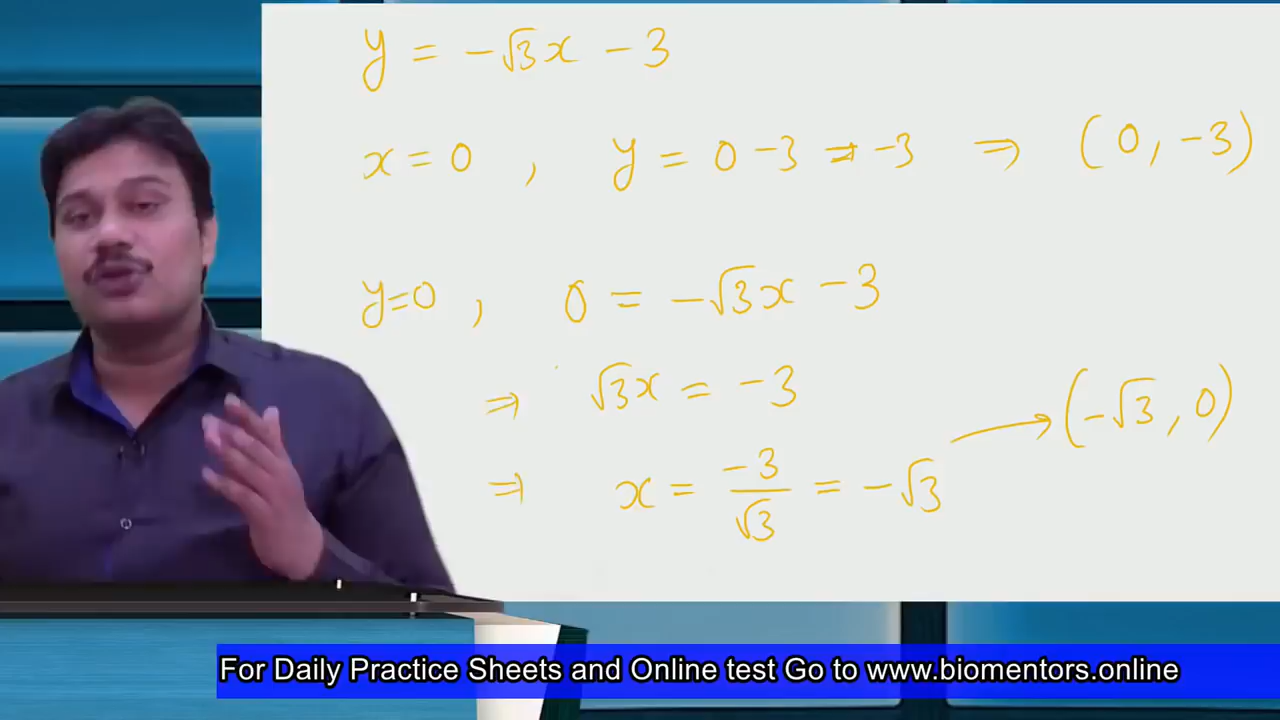 y = -√3x - 3
x = 0 , y = 0 - 3 = -3 ⇒ (0, -3)
y=0 , 0 = -√3x - 3
⇒ √3x = -3
⇒ x = -3/√3 = -√3 → (-√3, 0)
For Daily Practice Sheets and Online test Go to www.biomentors.online